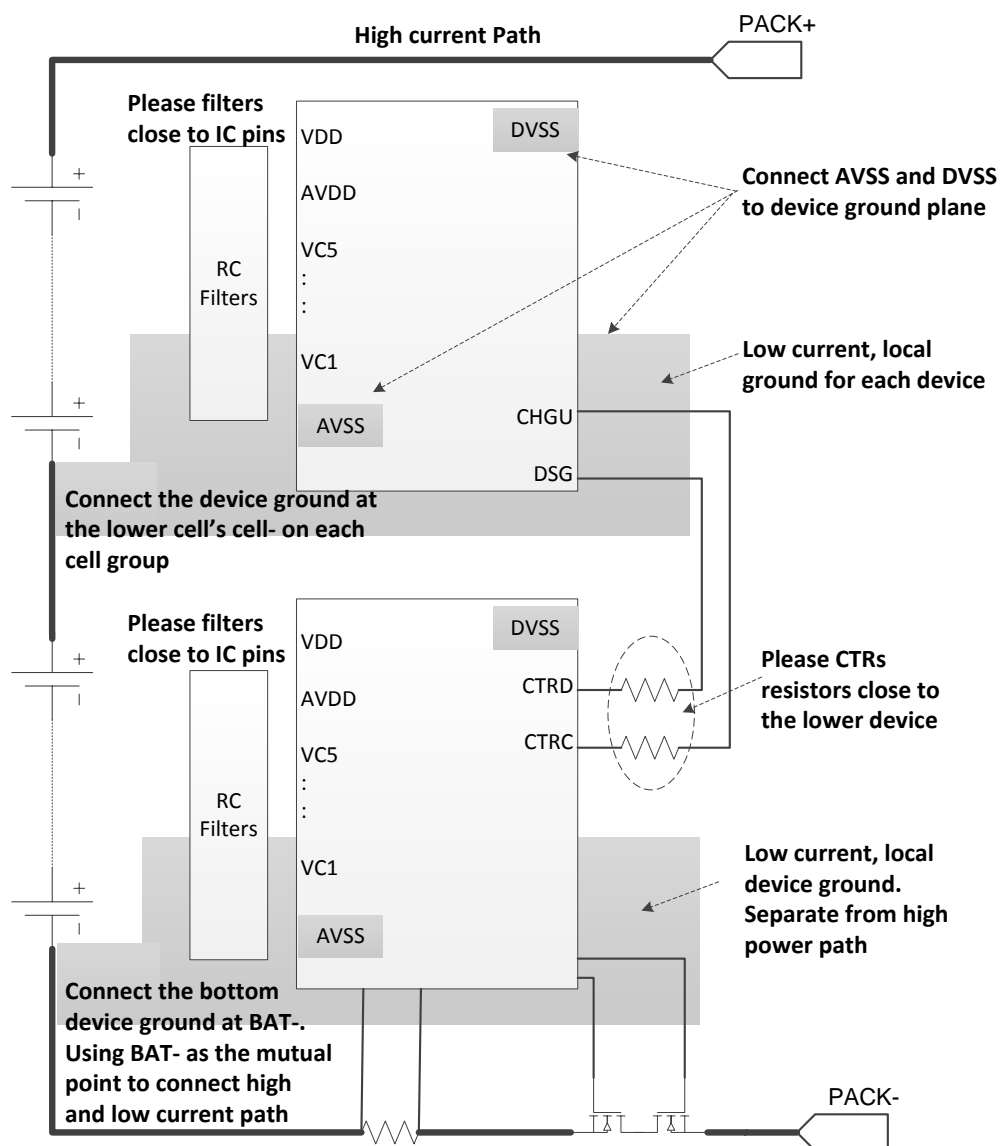 High current Path
PACK+
Please filters
close to IC pins
VDD
DVSS
AVDD
Connect AVSS and DVSS
to device ground plane
VC5
:
:
RC
Filters
VC1
Low current, local
ground for each device
CHGU
AVSS
DSG
+
-
+
-
Connect the device ground at
the lower cell’s cell- on each
cell group
Please filters
close to IC pins
VDD
DVSS
AVDD
CTRD
Please CTRs
resistors close to
the lower device
CTRC
VC5
:
:
RC
Filters
VC1
Low current, local
device ground.
Separate from high
power path
AVSS
+
-
+
-
Connect the bottom
device ground at BAT-.
Using BAT- as the mutual
point to connect high
and low current path
PACK-